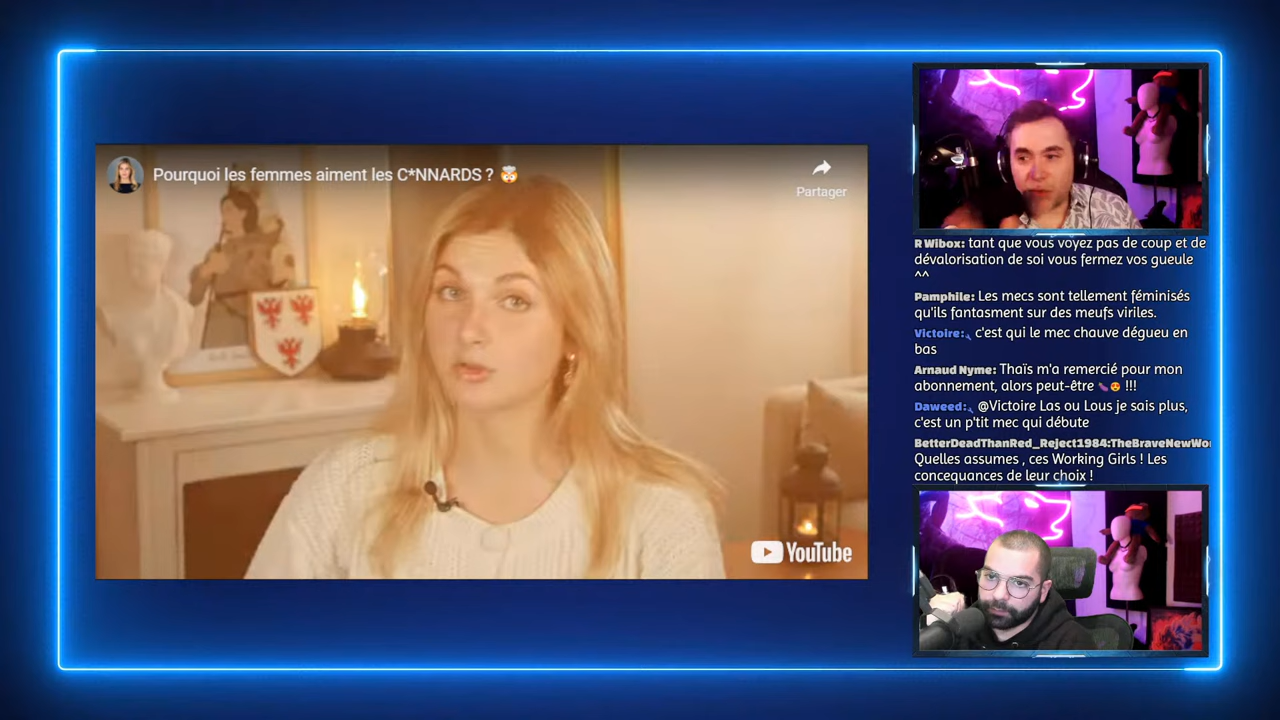 Pourquoi les femmes aiment les C*NNARDS ? 🤯
Partager
YouTube
R Wibox: tant que vous voyez pas de coup et de
dévalorisation de soi vous fermez vos gueule
^^
Pamphile: Les mecs sont tellement féminisés
qu'ils fantasment sur des meufs viriles.
Victoire: c'est qui le mec chauve dégueu en
bas
Arnaud Nyme: Thaïs m'a remercié pour mon
abonnement, alors peut-être 🍆😍 !!!
Daweed: @Victoire Las ou Lous je sais plus,
c'est un p'tit mec qui débute
BetterDeadThanRed_Reject1984:TheBraveNewWo
Quelles assumes , ces Working Girls ! Les
concequances de leur choix !